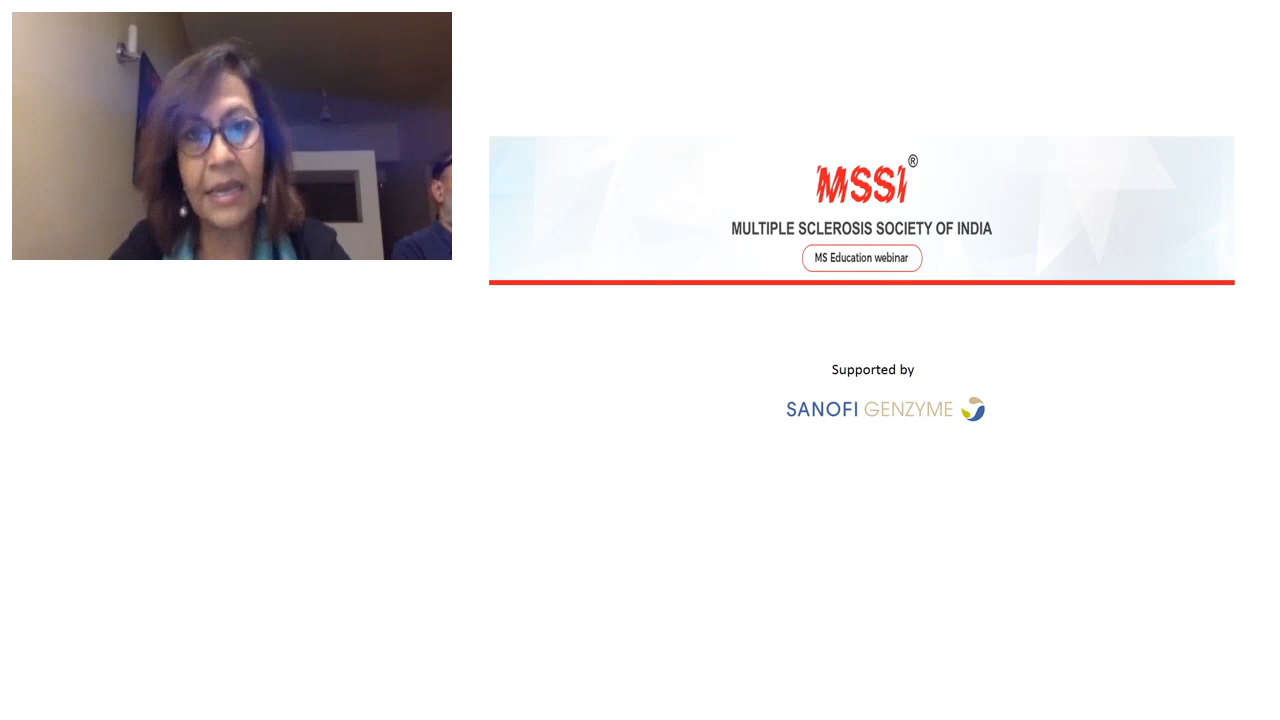 MSSI®
MULTIPLE SCLEROSIS SOCIETY OF INDIA
MS Education webinar
Supported by
SANOFI GENZYME